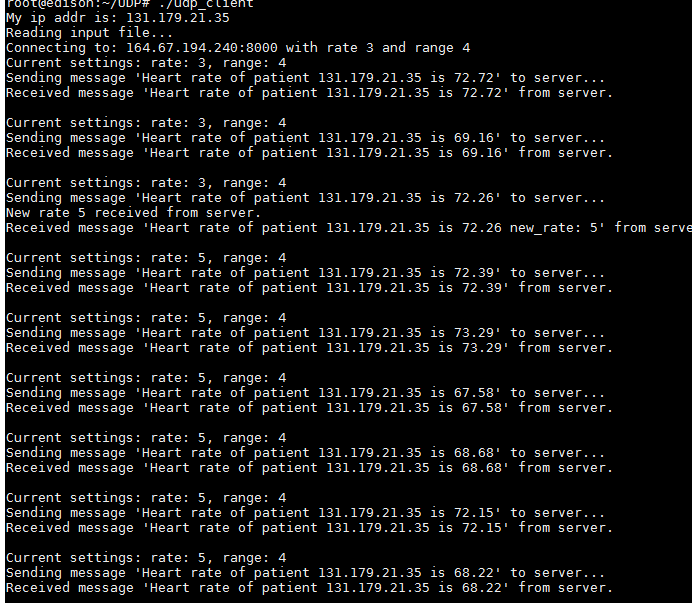 root@edison:~/UDP# ./udp_client
My ip addr is: 131.179.21.35
Reading input file...
Connecting to: 164.67.194.240:8000 with rate 3 and range 4
Current settings: rate: 3, range: 4
Sending message 'Heart rate of patient 131.179.21.35 is 72.72' to server...
Received message 'Heart rate of patient 131.179.21.35 is 72.72' from server.

Current settings: rate: 3, range: 4
Sending message 'Heart rate of patient 131.179.21.35 is 69.16' to server...
Received message 'Heart rate of patient 131.179.21.35 is 69.16' from server.

Current settings: rate: 3, range: 4
Sending message 'Heart rate of patient 131.179.21.35 is 72.26' to server...
New rate 5 received from server.
Received message 'Heart rate of patient 131.179.21.35 is 72.26 new_rate: 5' from serve

Current settings: rate: 5, range: 4
Sending message 'Heart rate of patient 131.179.21.35 is 72.39' to server...
Received message 'Heart rate of patient 131.179.21.35 is 72.39' from server.

Current settings: rate: 5, range: 4
Sending message 'Heart rate of patient 131.179.21.35 is 73.29' to server...
Received message 'Heart rate of patient 131.179.21.35 is 73.29' from server.

Current settings: rate: 5, range: 4
Sending message 'Heart rate of patient 131.179.21.35 is 67.58' to server...
Received message 'Heart rate of patient 131.179.21.35 is 67.58' from server.

Current settings: rate: 5, range: 4
Sending message 'Heart rate of patient 131.179.21.35 is 68.68' to server...
Received message 'Heart rate of patient 131.179.21.35 is 68.68' from server.

Current settings: rate: 5, range: 4
Sending message 'Heart rate of patient 131.179.21.35 is 72.15' to server...
Received message 'Heart rate of patient 131.179.21.35 is 72.15' from server.

Current settings: rate: 5, range: 4
Sending message 'Heart rate of patient 131.179.21.35 is 68.22' to server...
Received message 'Heart rate of patient 131.179.21.35 is 68.22' from server.